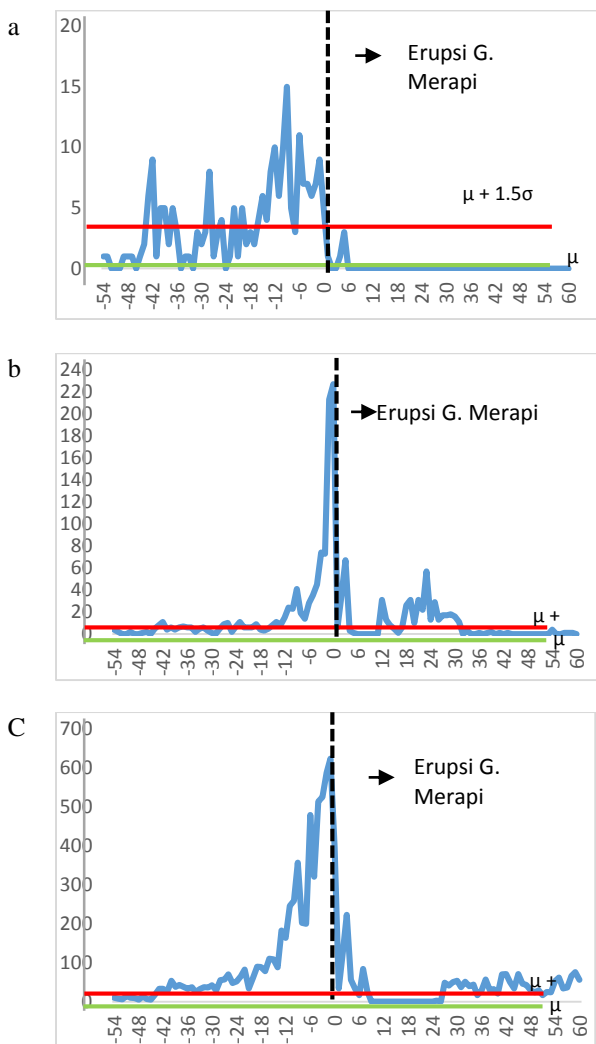 a
20
15
10
5
0
Erupsi G.
Merapi
μ + 1.5σ
μ
-54 -48 -42 -36 -30 -24 -18 -12 -6 0 6 12 18 24 30 36 42 48 54 60
b
240
220
200
180
160
140
120
100
80
60
40
20
0
Erupsi G. Merapi
μ +
μ
-54 -48 -42 -36 -30 -24 -18 -12 -6 0 6 12 18 24 30 36 42 48 54 60
C
700
600
500
400
300
200
100
0
Erupsi G.
Merapi
μ +
μ
-54 -48 -42 -36 -30 -24 -18 -12 -6 0 6 12 18 24 30 36 42 48 54 60